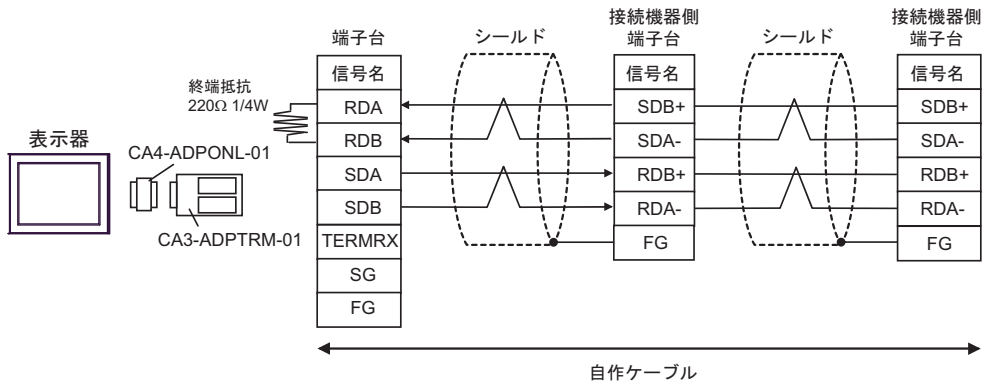 表示器
CA4-ADPONL-01
CA3-ADPTRM-01
終端抵抗
220Ω 1/4W
端子台
信号名
RDA
RDB
SDA
SDB
TERMRX
SG
FG
シールド
接続機器側
端子台
信号名
SDB+
SDA-
RDB+
RDA-
FG
シールド
接続機器側
端子台
信号名
SDB+
SDA-
RDB+
RDA-
FG
自作ケーブル